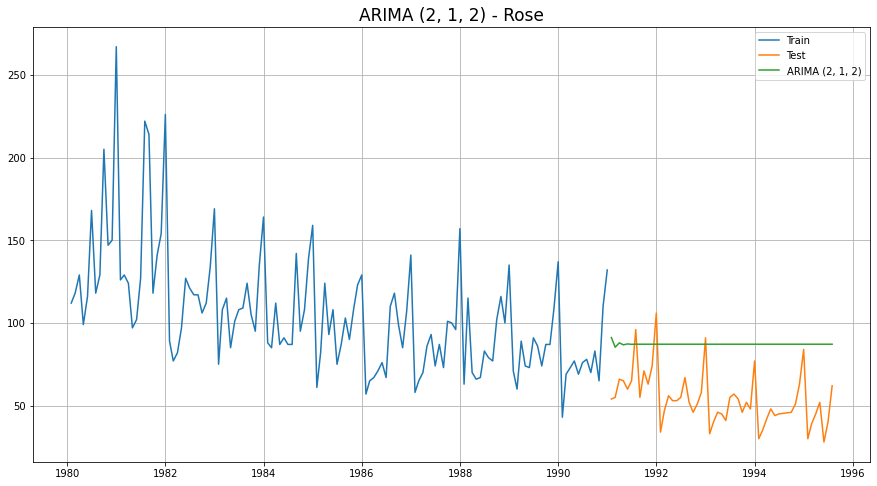 ARIMA (2, 1, 2) - Rose
Train
Test
ARIMA (2, 1, 2)
250
200
150
100
50
1980 1982 1984 1986 1988 1990 1992 1994 1996